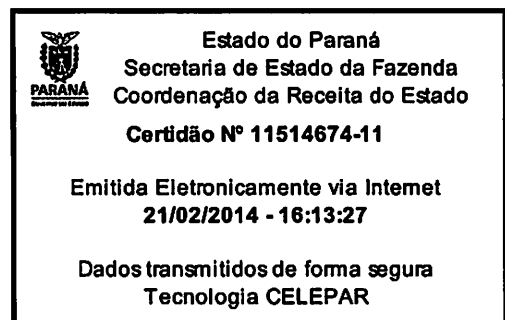 Estado do Paraná
Secretaria de Estado da Fazenda
PARANÁ
Coordenação da Receita do Estado
Certidão Nº 11514674-11
Emitida Eletronicamente via Internet
21/02/2014 - 16:13:27
Dados transmitidos de forma segura
Tecnologia CELEPAR